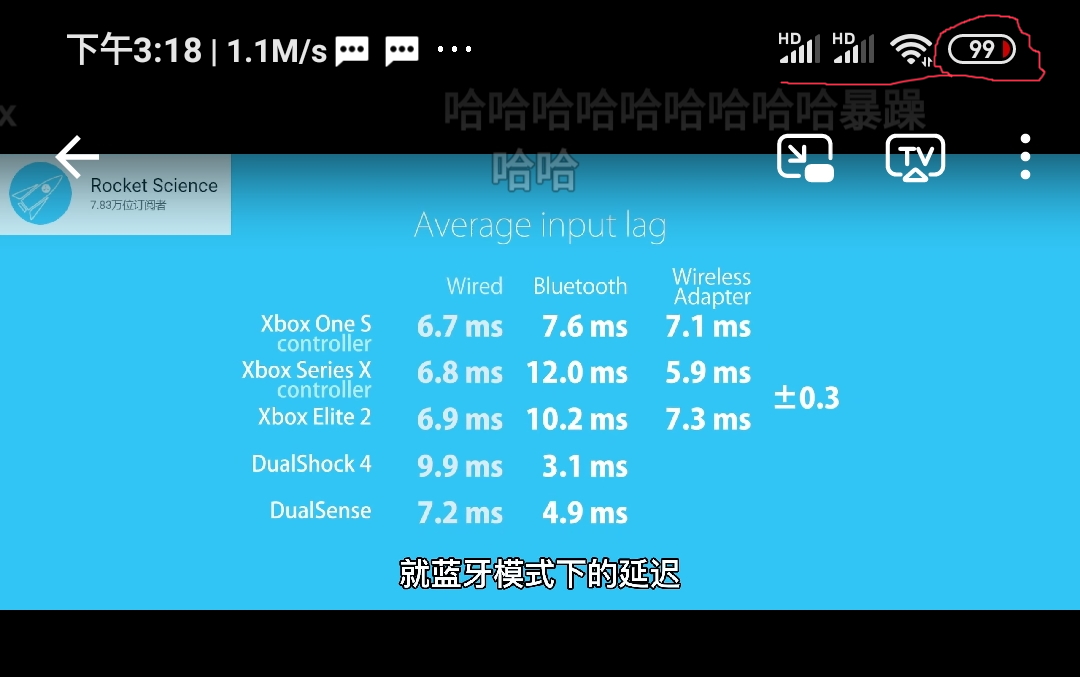 下午3:18 | 1.1M/s ...
HD HD 99
哈哈哈哈哈哈哈哈哈暴躁
x
哈哈
TV
Rocket Science
7.83万位订阅者
Average input lag
Wired Bluetooth Wireless Adapter
Xbox One S controller 6.7 ms 7.6 ms 7.1 ms
Xbox Series X controller 6.8 ms 12.0 ms 5.9 ms
±0.3
Xbox Elite 2 6.9 ms 10.2 ms 7.3 ms
DualShock 4 9.9 ms 3.1 ms
DualSense 7.2 ms 4.9 ms
就蓝牙模式下的延迟